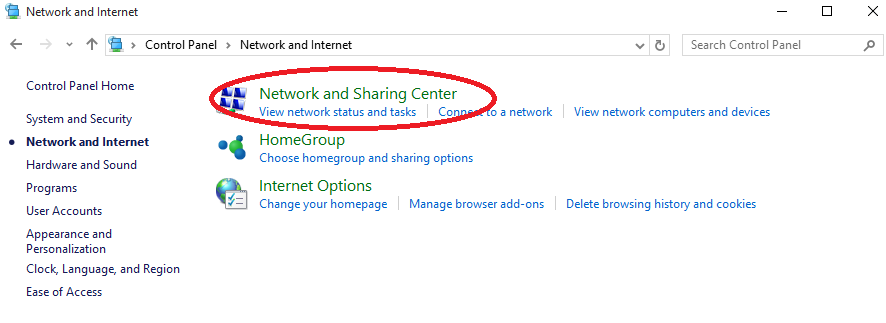 Network and Internet
Control Panel Network and Internet
Search Control Panel
Control Panel Home
System and Security
Network and Internet
Hardware and Sound
Programs
User Accounts
Appearance and
Personalization
Clock, Language, and Region
Ease of Access
Network and Sharing Center
View network status and tasks Connect to a network View network computers and devices
HomeGroup
Choose homegroup and sharing options
Internet Options
Change your homepage Manage browser add-ons Delete browsing history and cookies